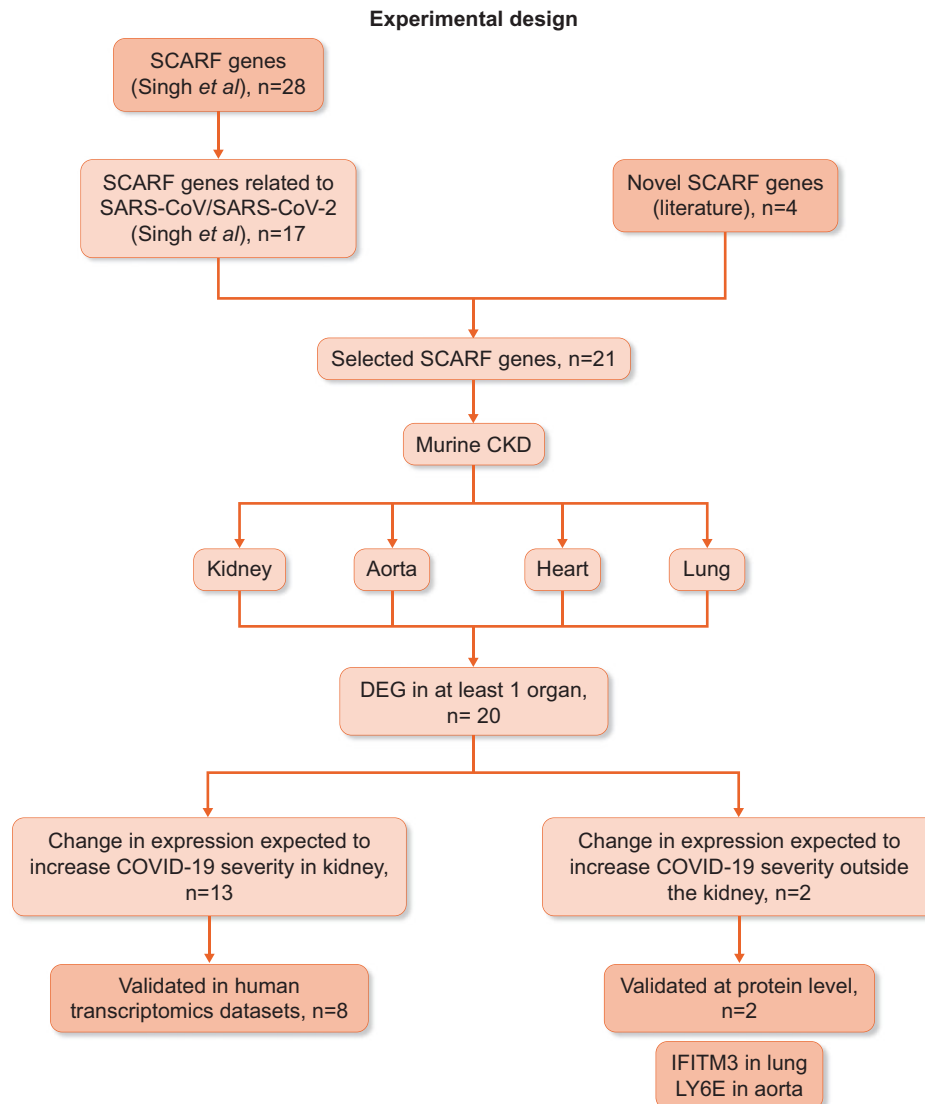 Experimental design
SCARF genes
(Singh et al), n=28
SCARF genes related to
SARS-CoV/SARS-CoV-2
(Singh et al), n=17
Novel SCARF genes
(literature), n=4
Selected SCARF genes, n=21
Murine CKD
Kidney
Aorta
Heart
Lung
DEG in at least 1 organ,
n= 20
Change in expression expected to
increase COVID-19 severity in kidney,
n=13
Change in expression expected to
increase COVID-19 severity outside
the kidney, n=2
Validated in human
transcriptomics datasets, n=8
Validated at protein level,
n=2
IFITM3 in lung
LY6E in aorta